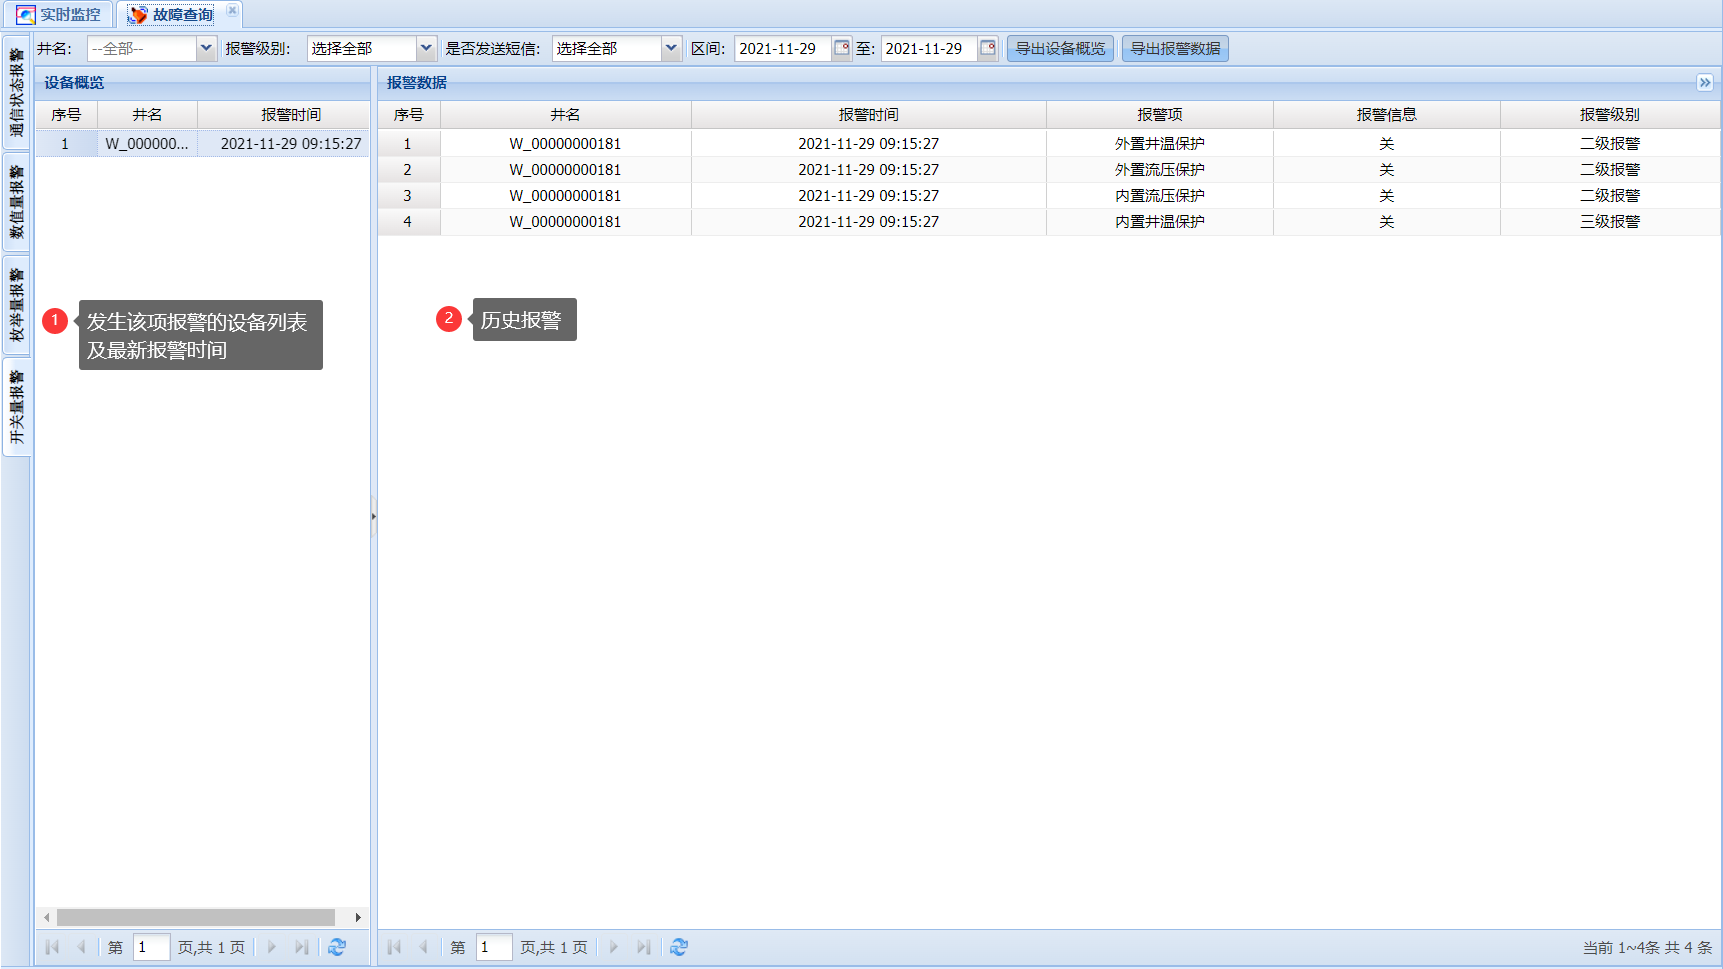 实时监控
故障查询
井名: --全部-- 报警级别: 选择全部 是否发送短信: 选择全部 区间: 2021-11-29 至: 2021-11-29 导出设备概览 导出报警数据
通信状态报警
数值量报警
枚举量报警
开关量报警
设备概览
序号 井名 报警时间
1 W_000000... 2021-11-29 09:15:27
1 发生该项报警的设备列表
及最新报警时间
第 1 页,共 1 页
报警数据
序号 井名 报警时间 报警项 报警信息 报警级别
1 W_00000000181 2021-11-29 09:15:27 外置井温保护 关 二级报警
2 W_00000000181 2021-11-29 09:15:27 外置流压保护 关 二级报警
3 W_00000000181 2021-11-29 09:15:27 内置流压保护 关 二级报警
4 W_00000000181 2021-11-29 09:15:27 内置井温保护 关 三级报警
2 历史报警
第 1 页,共 1 页
当前 1~4条 共 4 条